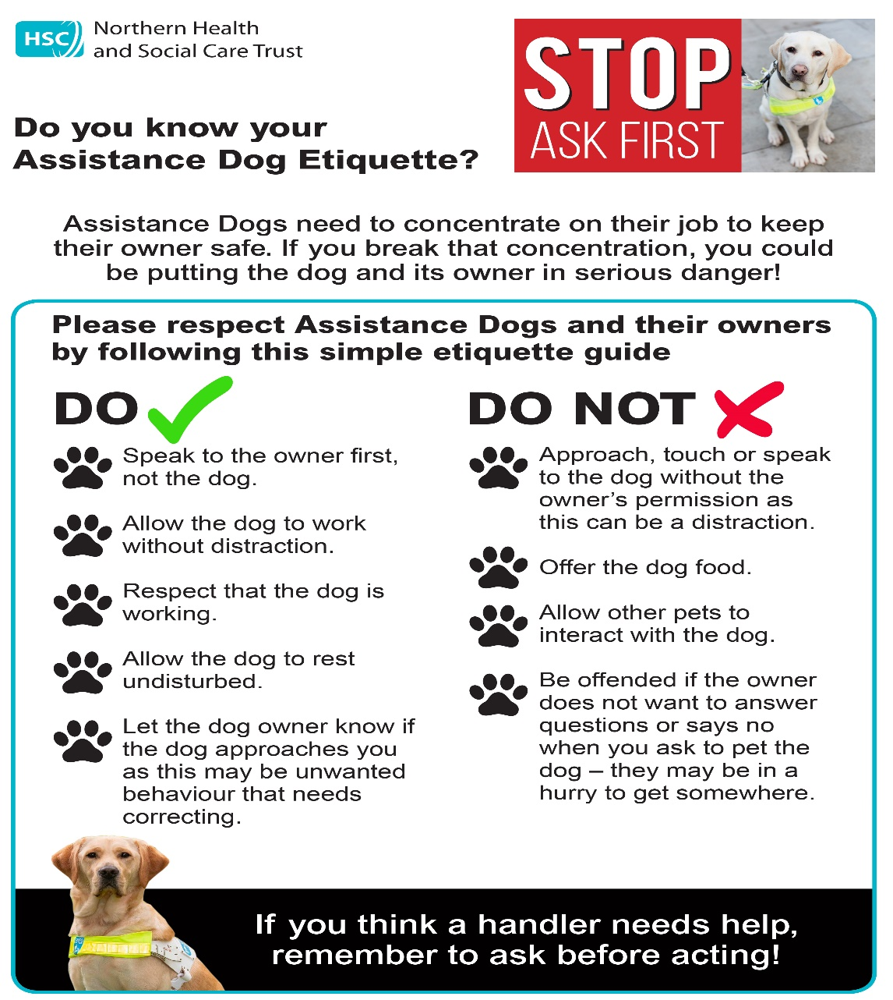 HSC
Northern Health
and Social Care Trust
STOP
ASK FIRST
Do you know your
Assistance Dog Etiquette?
Assistance Dogs need to concentrate on their job to keep
their owner safe. If you break that concentration, you could
be putting the dog and its owner in serious danger!
Please respect Assistance Dogs and their owners
by following this simple etiquette guide
DO
Speak to the owner first,
not the dog.
Allow the dog to work
without distraction.
Respect that the dog is
working.
Allow the dog to rest
undisturbed.
Let the dog owner know if
the dog approaches you
as this may be unwanted
behaviour that needs
correcting.
DO NOT
Approach, touch or speak
to the dog without the
owner’s permission as
this can be a distraction.
Offer the dog food.
Allow other pets to
interact with the dog.
Be offended if the owner
does not want to answer
questions or says no
when you ask to pet the
dog – they may be in a
hurry to get somewhere.
If you think a handler needs help,
remember to ask before acting!